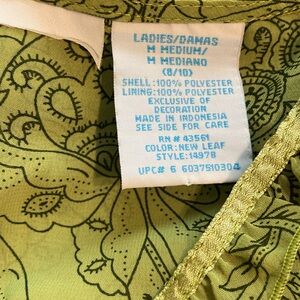 LADIES/DAMAS
M MEDIUM/
M MEDIANO
(8/10)
SHELL: 100% POLYESTER
LINING: 100% POLYESTER
EXCLUSIVE OF
DECORATION
MADE IN INDONESIA
SEE SIDE FOR CARE
RN# 43561
COLOR: NEW LEAF
STYLE: 14978
UPC# 6 6037510304